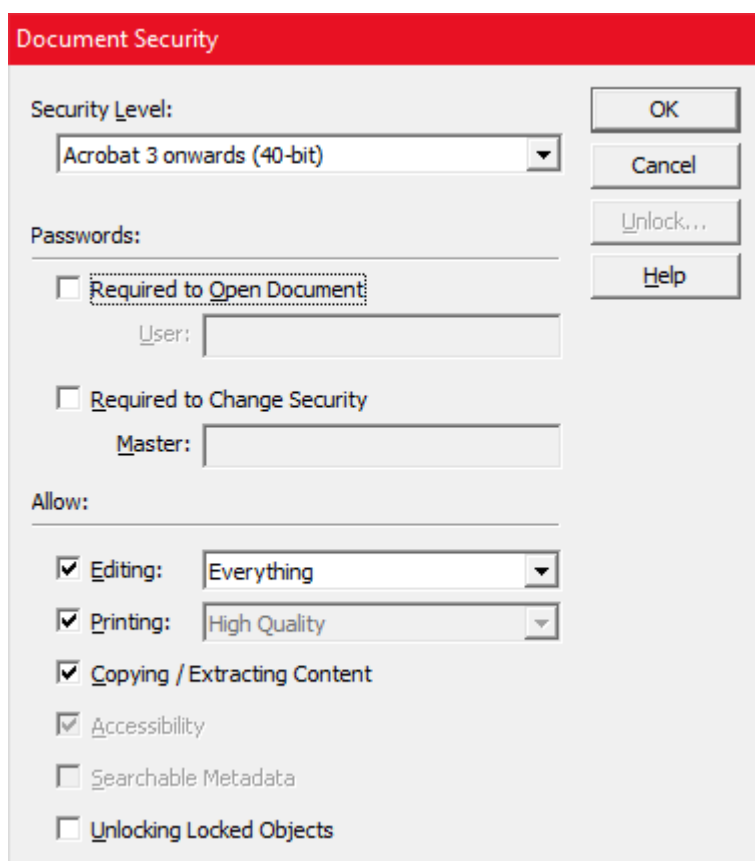 Document Security
Security Level:
OK
Acrobat 3 onwards (40-bit)
Cancel
Unlock...
Passwords:
Help
Required to Open Document
User:
Required to Change Security
Master:
Allow:
Editing: Everything
Printing: High Quality
Copying / Extracting Content
Accessibility
Searchable Metadata
Unlocking Locked Objects